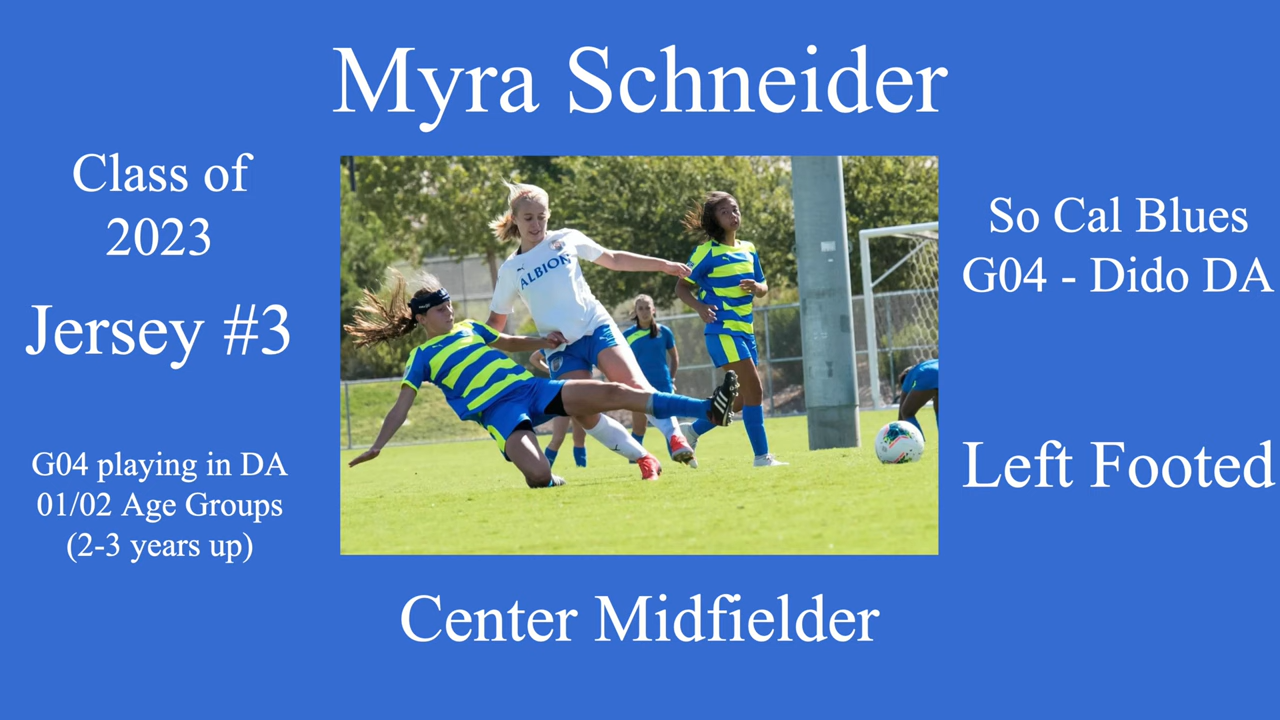 Myra Schneider
Class of
2023
Jersey #3
G04 playing in DA
01/02 Age Groups
(2-3 years up)
ALBION
So Cal Blues
G04 - Dido DA
Left Footed
Center Midfielder